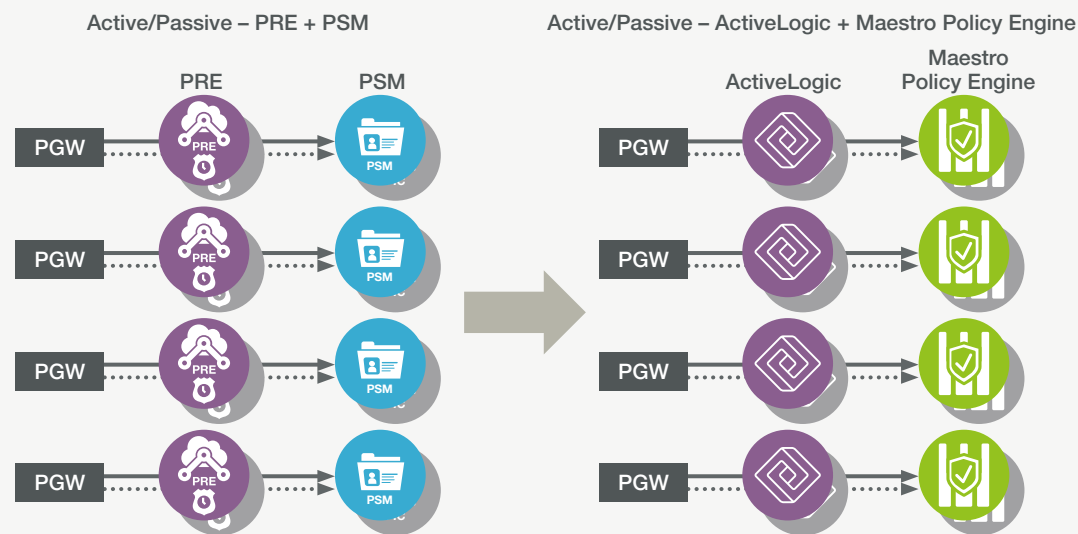 Active/Passive – PRE + PSM
PRE
PSM
PGW
PRE
PSM
PGW
PRE
PSM
PGW
PRE
PSM
PGW
PRE
PSM
Active/Passive – ActiveLogic + Maestro Policy Engine
ActiveLogic
Maestro
Policy Engine
PGW
PGW
PGW
PGW